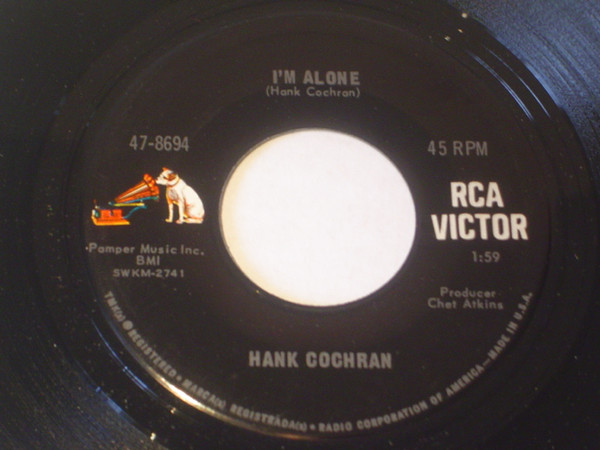 I'M ALONE
(Hank Cochran)
47-8694
45 RPM
RCA
VICTOR
1:59
Pamper Music Inc.
BMI
SWKM-2741
Producer
Chet Atkins
HANK COCHRAN
TMK(s) ® REGISTERED • MARCA(s) REGISTRADA(s) • RADIO CORPORATION OF AMERICA—MADE IN U.S.A.